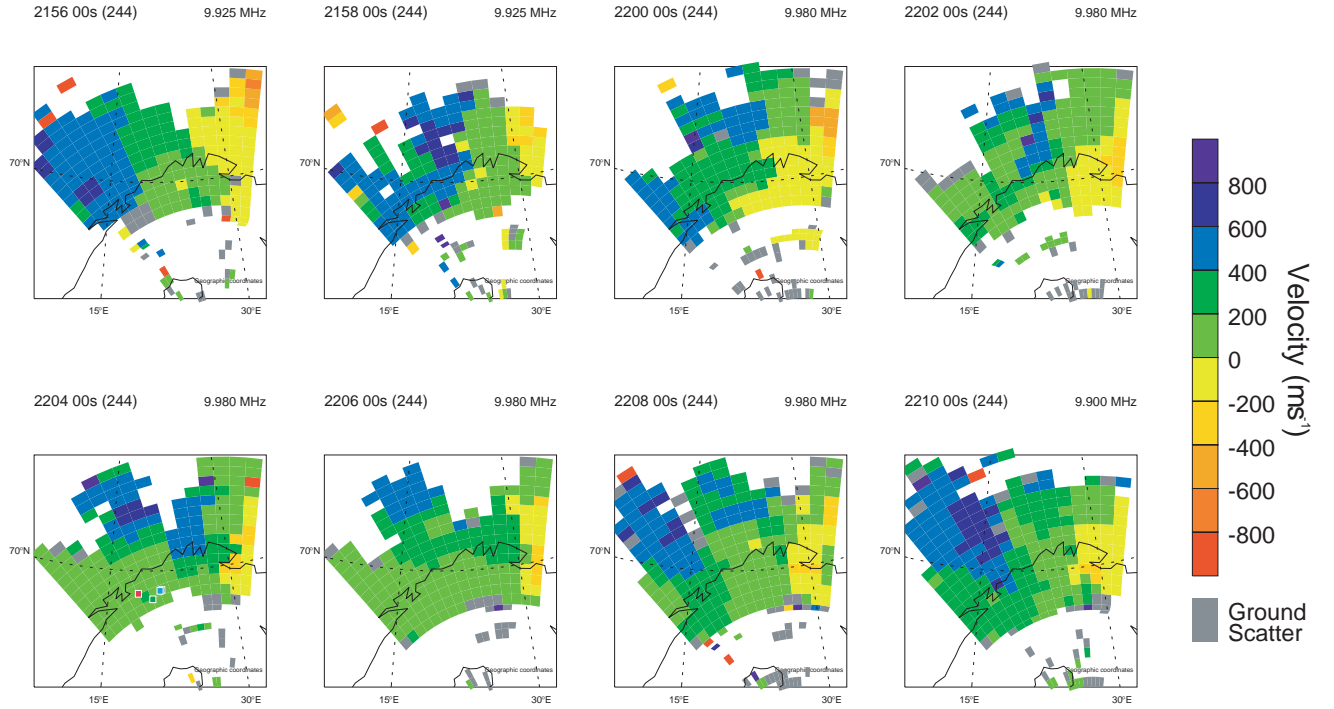 2156 00s (244) 9.925 MHz
2158 00s (244) 9.925 MHz
2200 00s (244) 9.980 MHz
2202 00s (244) 9.980 MHz
70°N
Geographic coordinates
15°E 30°E
70°N
Geographic coordinates
15°E 30°E
70°N
Geographic coordinates
15°E 30°E
70°N
Geographic coordinates
15°E 30°E
2204 00s (244) 9.980 MHz
2206 00s (244) 9.980 MHz
2208 00s (244) 9.980 MHz
2210 00s (244) 9.900 MHz
70°N
Geographic coordinates
15°E 30°E
70°N
Geographic coordinates
15°E 30°E
70°N
Geographic coordinates
15°E 30°E
70°N
Geographic coordinates
15°E 30°E
800
600
400
200
0
-200
-400
-600
-800
Velocity (ms-1)
Ground
Scatter